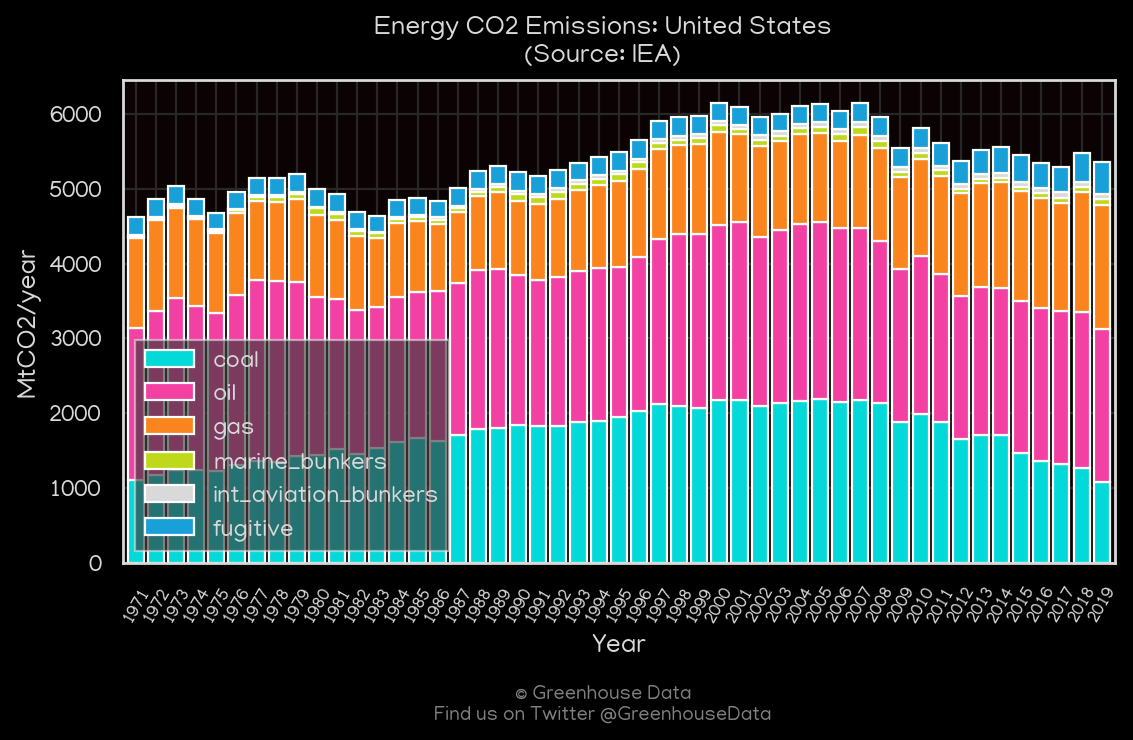 Energy CO2 Emissions: United States
(Source: IEA)
MtCO2/year
6000
5000
4000
3000
2000
1000
0
coal
oil
gas
marine_bunkers
int_aviation_bunkers
fugitive
1971 1972 1973 1974 1975 1976 1977 1978 1979 1980 1981 1982 1983 1984 1985 1986 1987 1988 1989 1990 1991 1992 1993 1994 1995 1996 1997 1998 1999 2000 2001 2002 2003 2004 2005 2006 2007 2008 2009 2010 2011 2012 2013 2014 2015 2016 2017 2018 2019
Year
© Greenhouse Data
Find us on Twitter @GreenhouseData